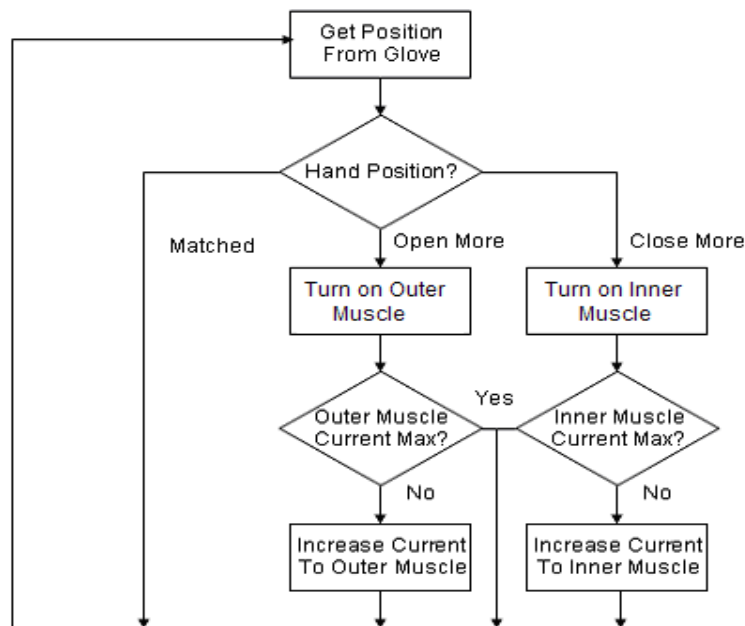 Get Position
From Glove
Hand Position?
Matched
Open More
Close More
Turn on Outer
Muscle
Turn on Inner
Muscle
Outer Muscle
Current Max?
Yes
Inner Muscle
Current Max?
No
No
Increase Current
To Outer Muscle
Increase Current
To Inner Muscle